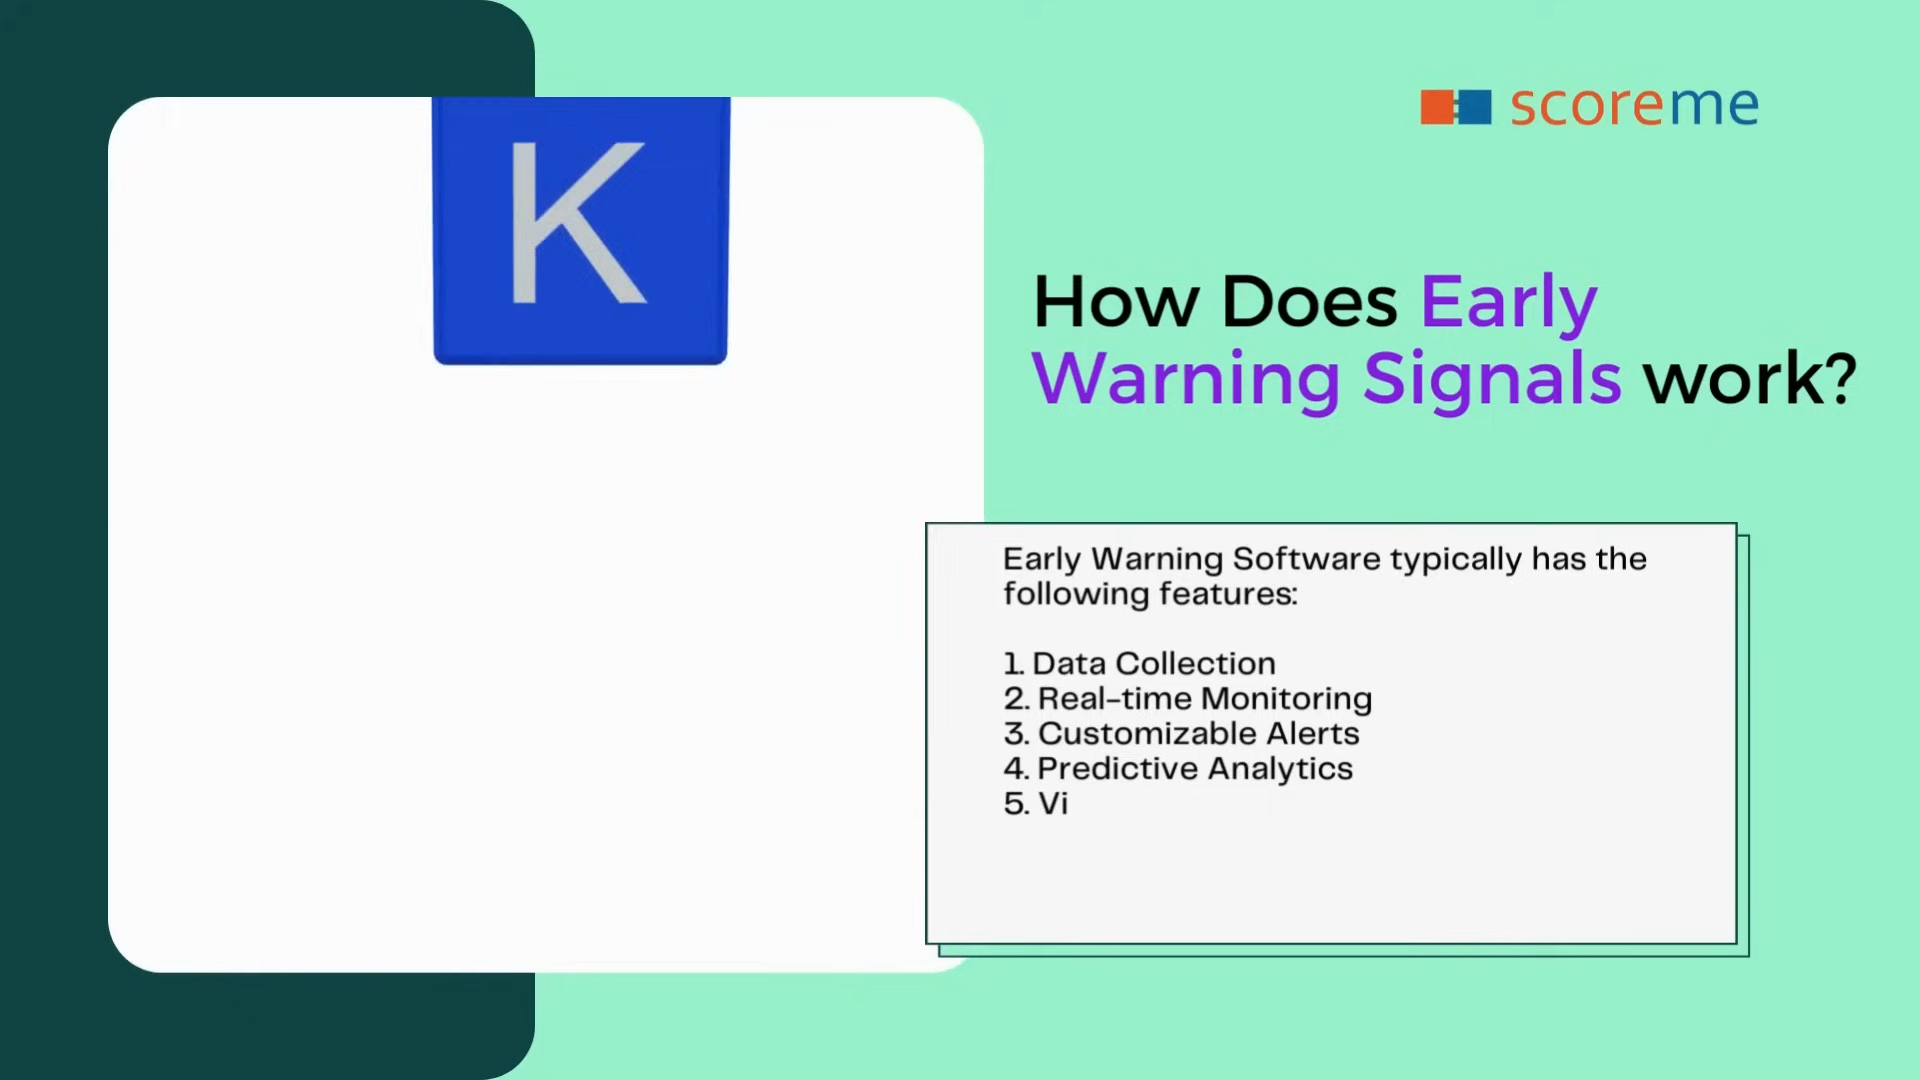 K
scoreme
How Does Early
Warning Signals work?
Early Warning Software typically has the
following features:
1. Data Collection
2. Real-time Monitoring
3. Customizable Alerts
4. Predictive Analytics
5. Vi